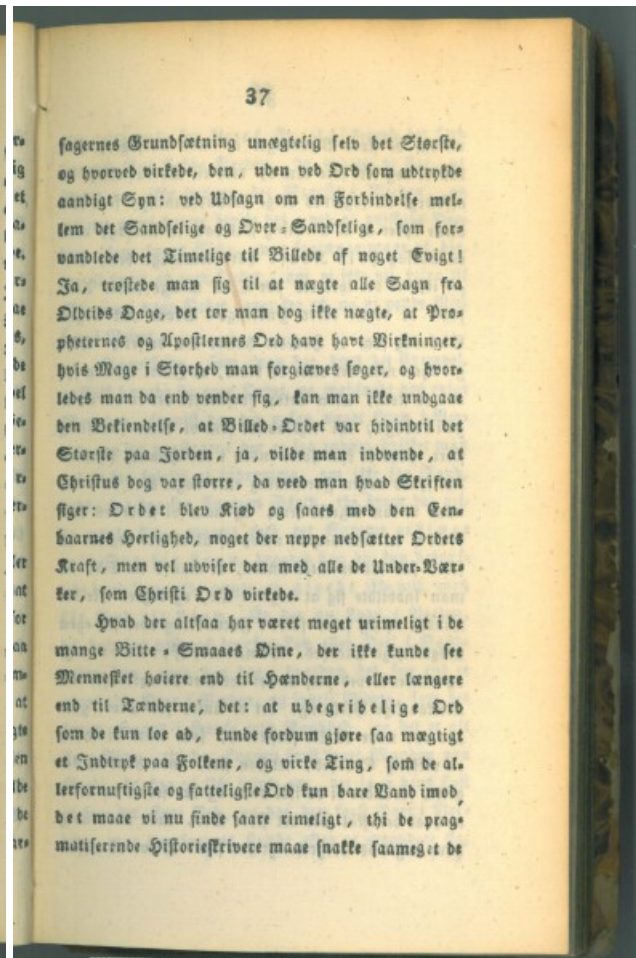 37
sagernes Grundsætning unægtelig selv det Største,
og hvorved virkede, den, uden ved Ord som udtrykde
aandigt Syn: ved Udsagn om en Forbindelse mel-
lem det Sandselige og Over-Sandselige, som for-
vandlede det Timelige til Billede af noget Evigt!
Ja, trøstede man sig til at nægte alle Sagn fra
Oldtids Dage, det tør man dog ikke nægte, at Pro-
pheternes og Apostlernes Ord have havt Virkninger,
hvis Mage i Storhed man forgiæves søger, og hvor-
ledes man da end vender sig, kan man ikke undgaae
den Bekiendelse, at Billed-Ordet var hidindtil det
Største paa Jorden, ja, vilde man indvende, at
Christus dog var større, da veed man hvad Skriften
siger: Ordet blev Kiød og saaes med den Een-
baarnes Herlighed, noget der neppe nedsætter Ordets
Kraft, men vel udviser den med alle de Under-Vær-
ker, som Christi Ord virkede.
Hvad der altsaa har været meget urimeligt i de
mange Bitte-Smaaes Øine, der ikke kunde see
Mennesket høiere end til Hænderne, eller længere
end til Tænderne, det: at ubegribelige Ord
som de kun loe ad, kunde fordum gjøre saa mægtigt
et Indtryk paa Folkene, og virke Ting, som de al-
lerfornuftigste og fatteligste Ord kun bare Vand imod,
det maae vi nu finde saare rimeligt, thi de prag-
matiserende Historieskrivere maae snakke saameget de